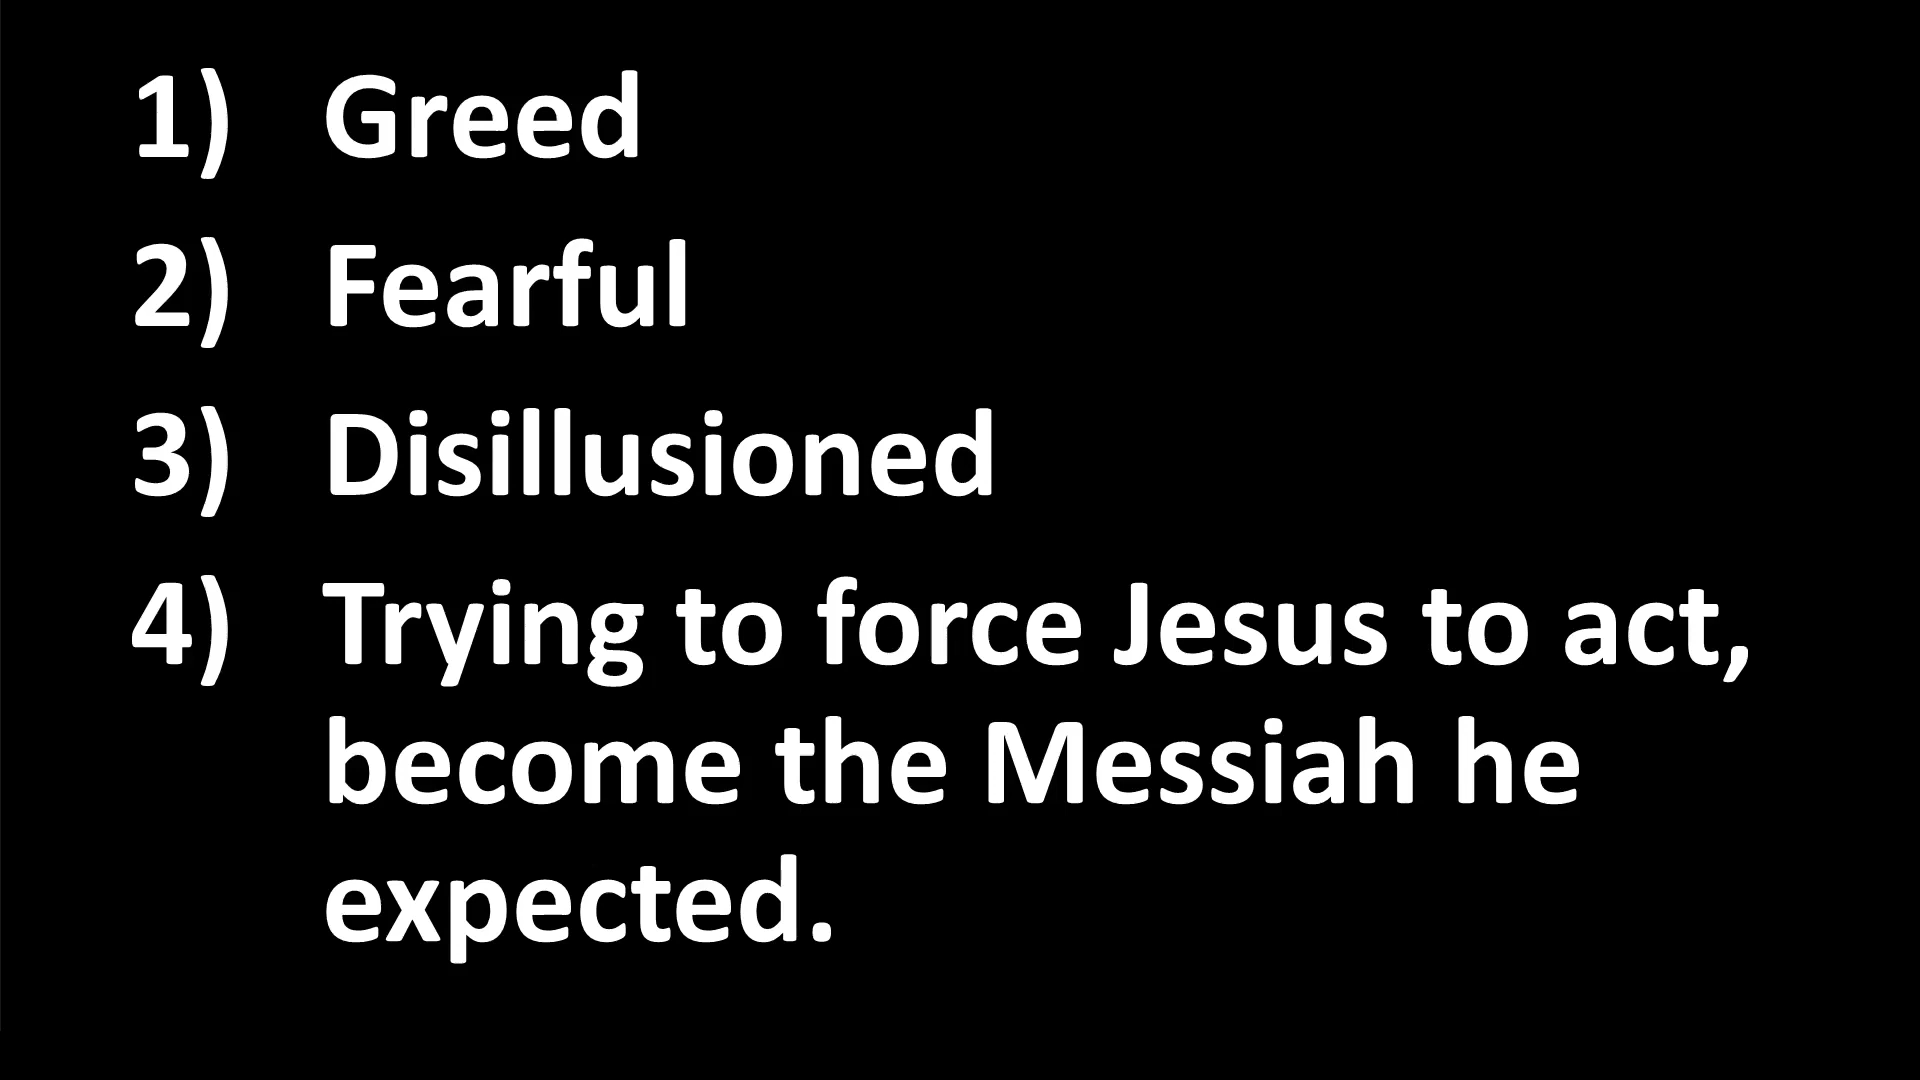 1) Greed
2) Fearful
3) Disillusioned
4) Trying to force Jesus to act,
become the Messiah he
expected.